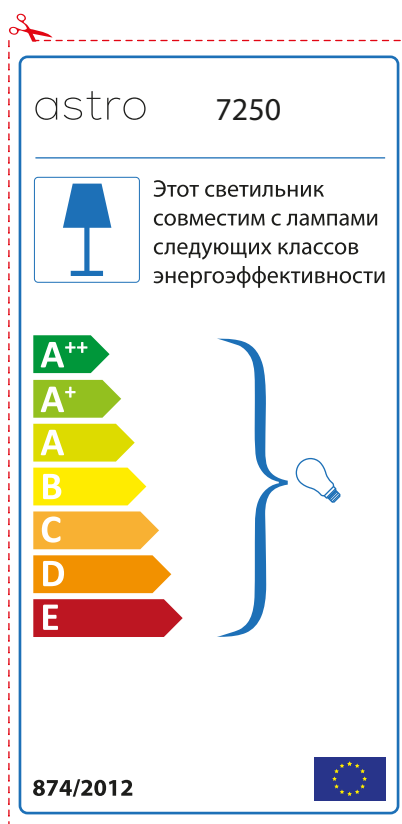 astro 7250
Этот светильник
совместим с лампами
следующих классов
энергоэффективности
A++
A+
A
B
C
D
E
874/2012